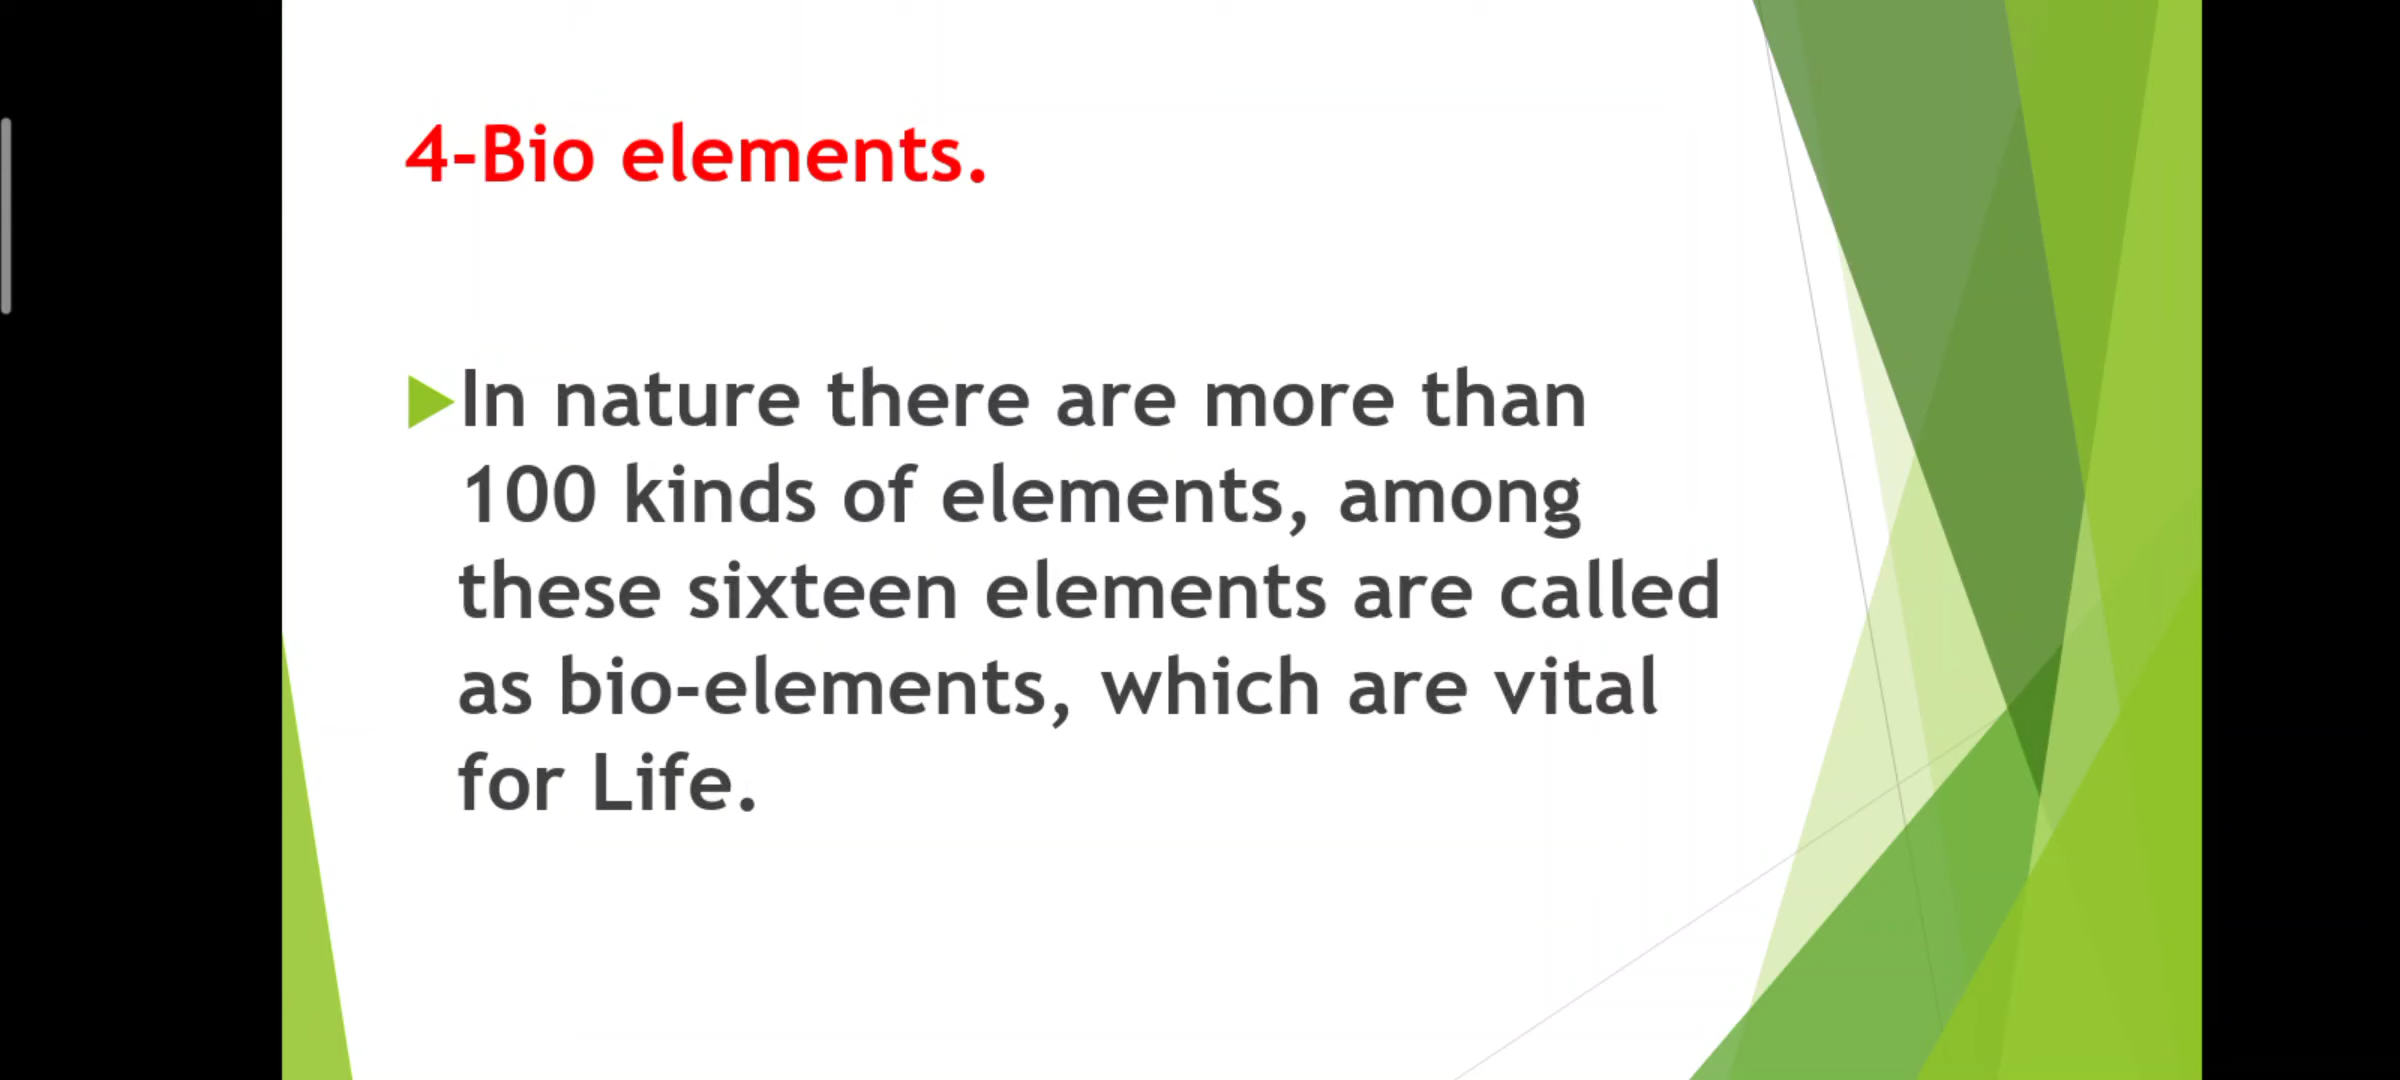 4-Bio elements.
In nature there are more than
100 kinds of elements, among
these sixteen elements are called
as bio-elements, which are vital
for Life.